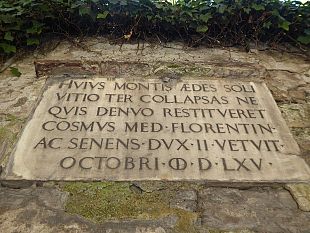 HVIVS MONTIS ÆDES SOLI
VITIO TER COLLAPSAS NE
QVIS DENVO RESTITVERET
COSMVS MED · FLORENTIN ·
AC SENENS · DVX · II · VETVIT ·
OCTOBRI · ↀ · D · LXV ·